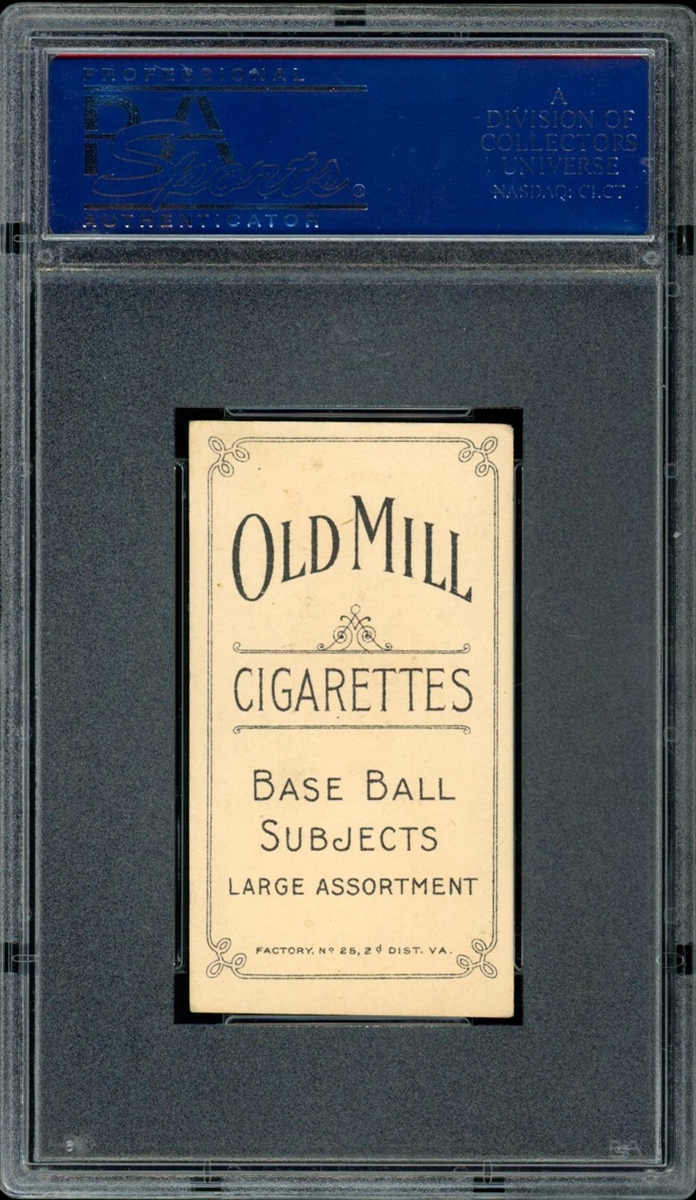 PROFESSIONAL
PSA
Sports®
AUTHENTICATOR
A
DIVISION OF
COLLECTORS
UNIVERSE
NASDAQ: CLCT
OLD MILL
CIGARETTES
BASE BALL
SUBJECTS
LARGE ASSORTMENT
FACTORY, Nº 25, 2d DIST. VA.
PSA